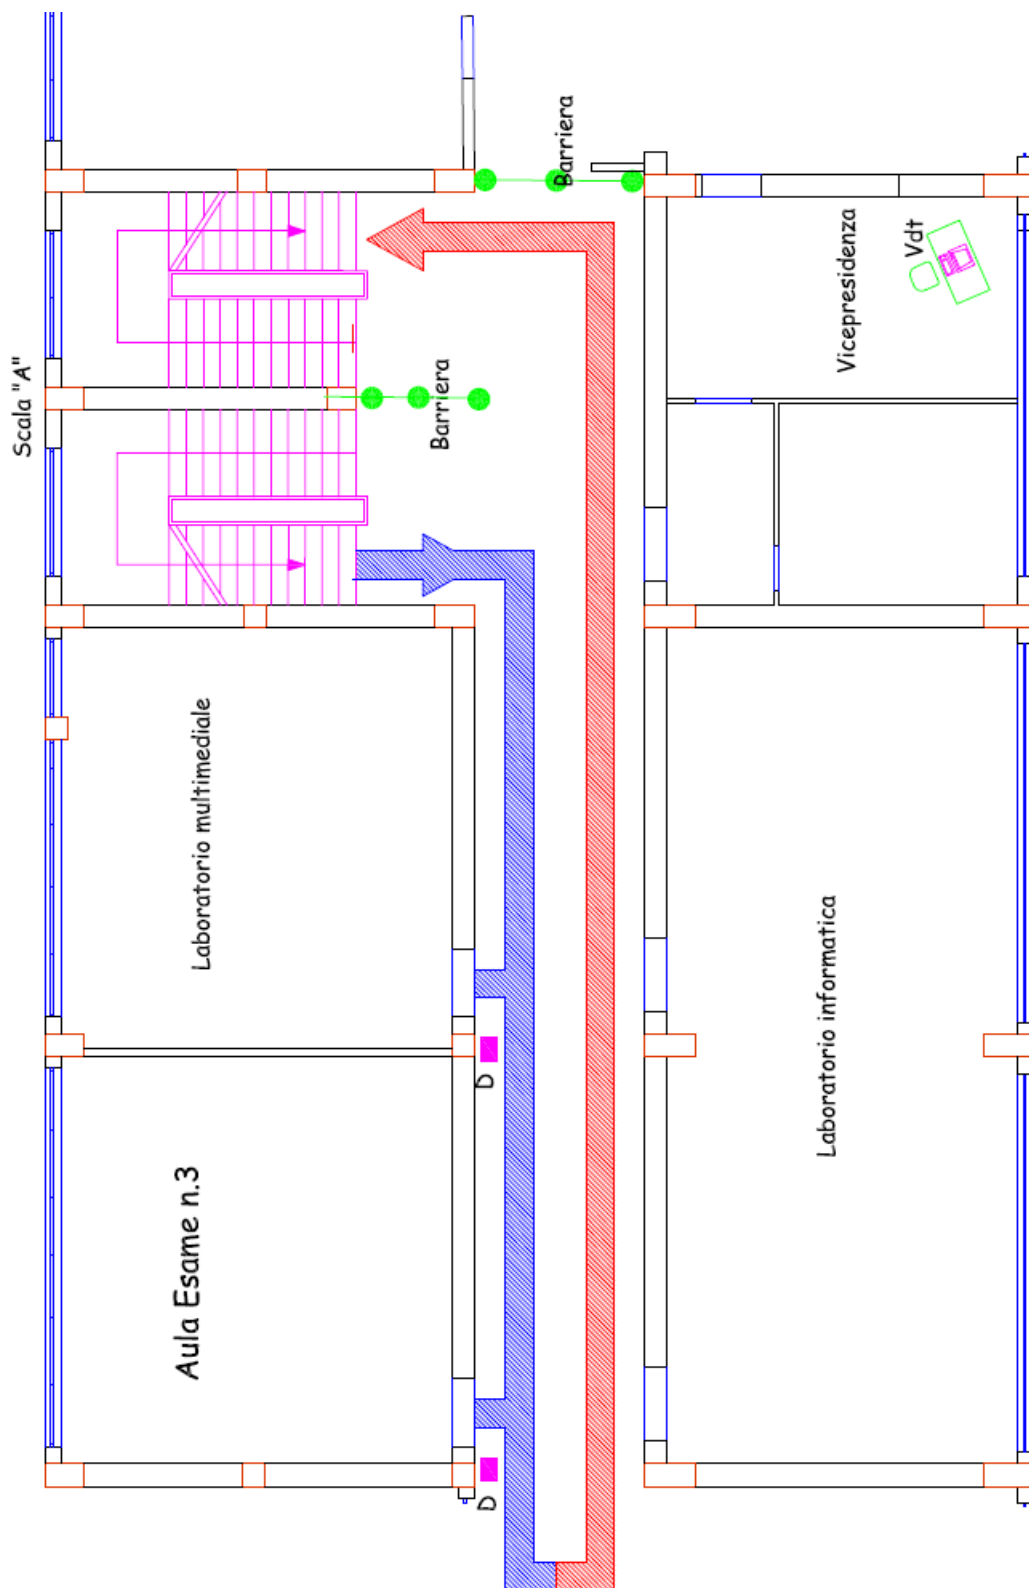 Scala "A"
Barriera
Barriera
Vicepresidenza
Vdt
Laboratorio multimediale
Laboratorio informatica
Aula Esame n.3
D
D